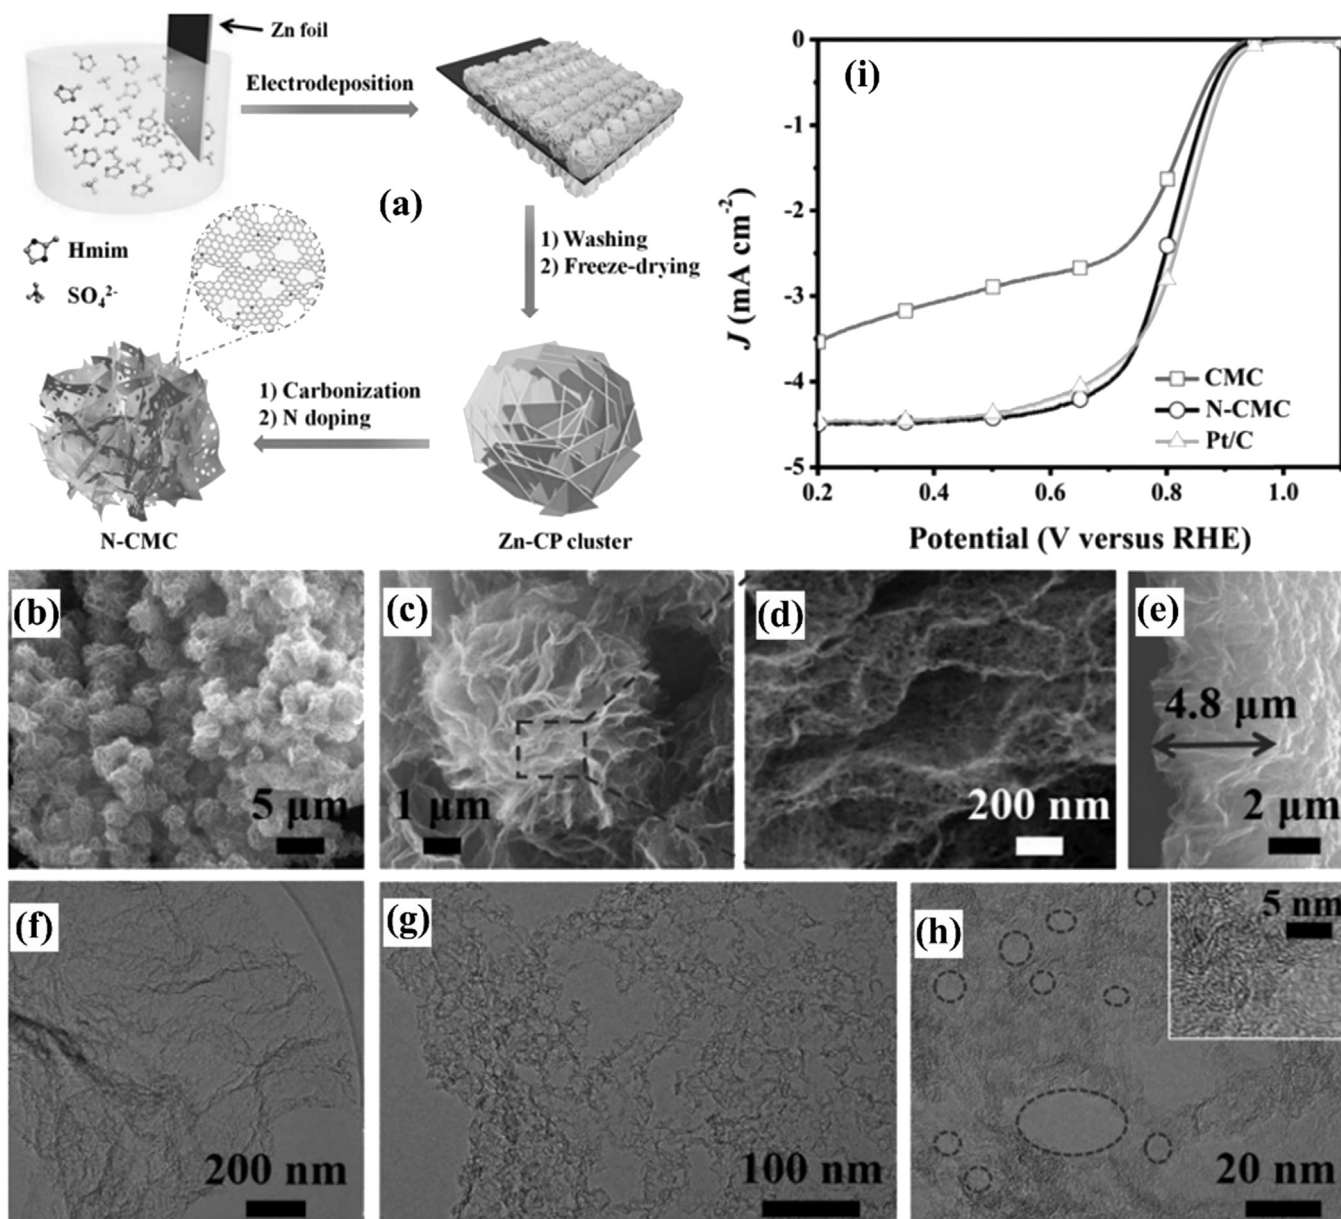 Zn foil
Electrodeposition
(a)
Hmim
SO₄²⁻
1) Washing
2) Freeze-drying
1) Carbonization
2) N doping
N-CMC
Zn-CP cluster
(i)
0
-1
-2
-3
-4
-5
J (mA cm⁻²)
CMC
N-CMC
Pt/C
0.2 0.4 0.6 0.8 1.0
Potential (V versus RHE)
(b)
5 µm
(c)
1 µm
(d)
200 nm
(e)
4.8 µm
2 µm
(f)
200 nm
(g)
100 nm
(h)
5 nm
20 nm